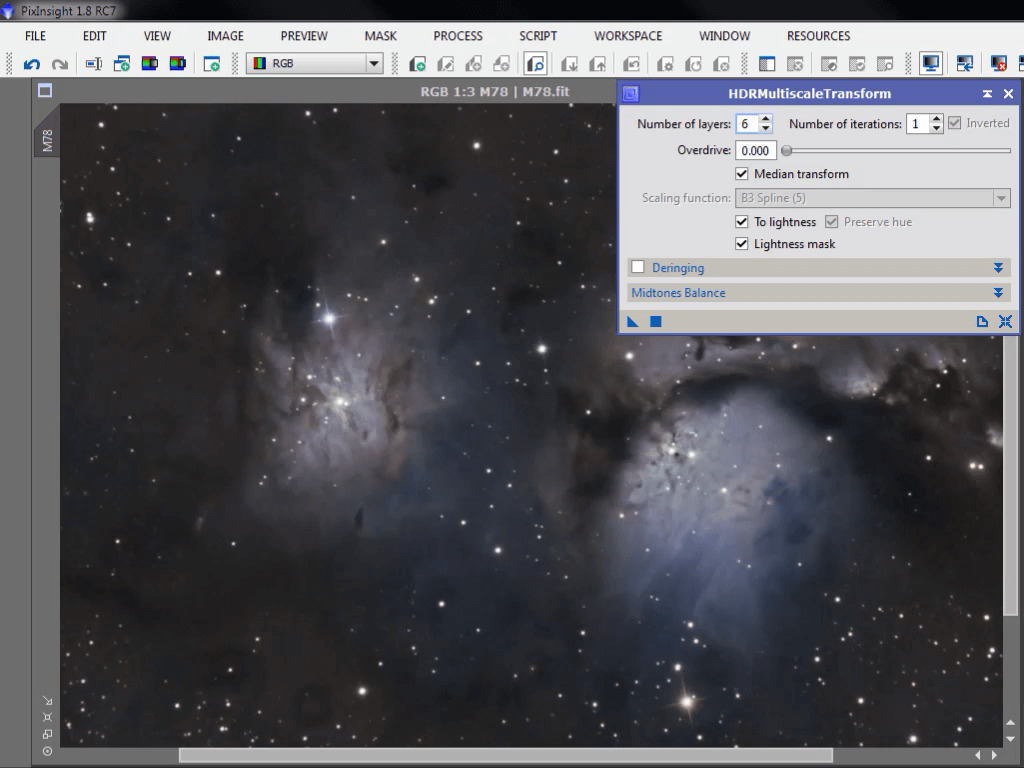 PixInsight 1.8 RC7
FILE EDIT VIEW IMAGE PREVIEW MASK PROCESS SCRIPT WORKSPACE WINDOW RESOURCES
RGB
RGB 1:3 M78 | M78.fit
M78
HDRMultiscaleTransform
Number of layers: 6 Number of iterations: 1 Inverted
Overdrive: 0.000
Median transform
Scaling function: B3 Spline (5)
To lightness Preserve hue
Lightness mask
Deringing
Midtones Balance